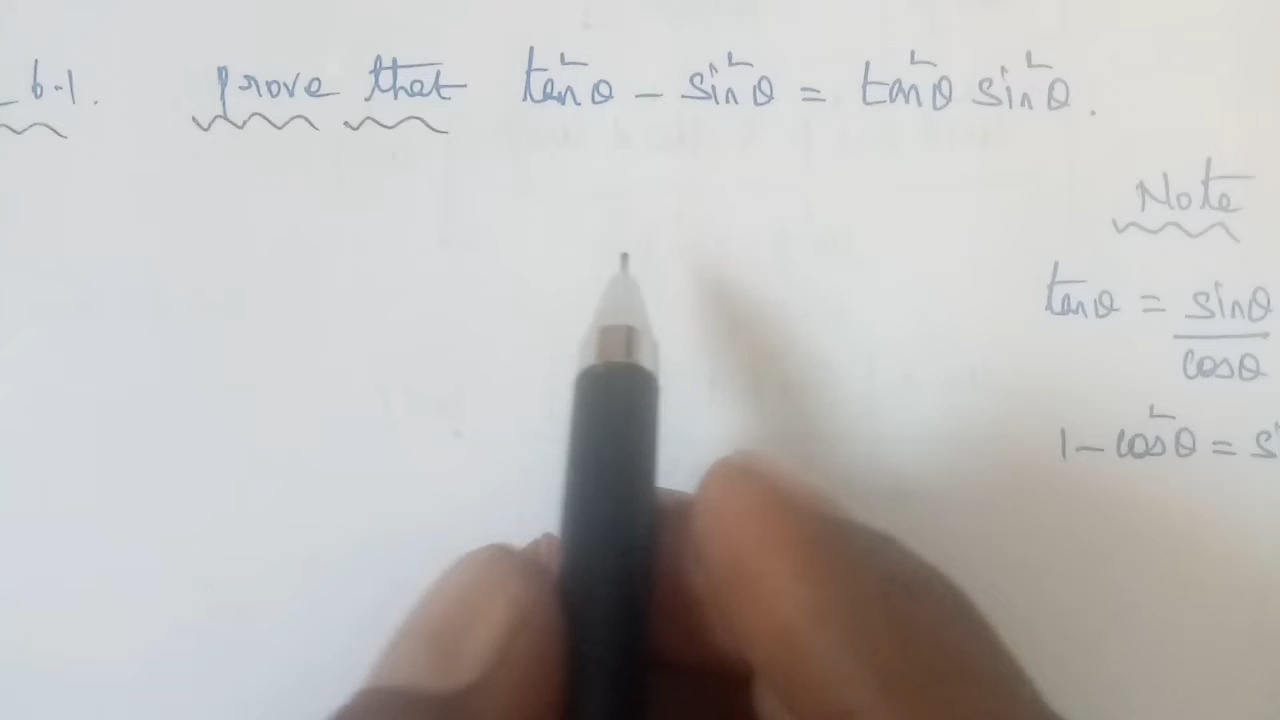 6.1. prove that tan²θ - sin²θ = tan²θ sin²θ.
Note
tanθ = sinθ
cosθ
1 - cos²θ =